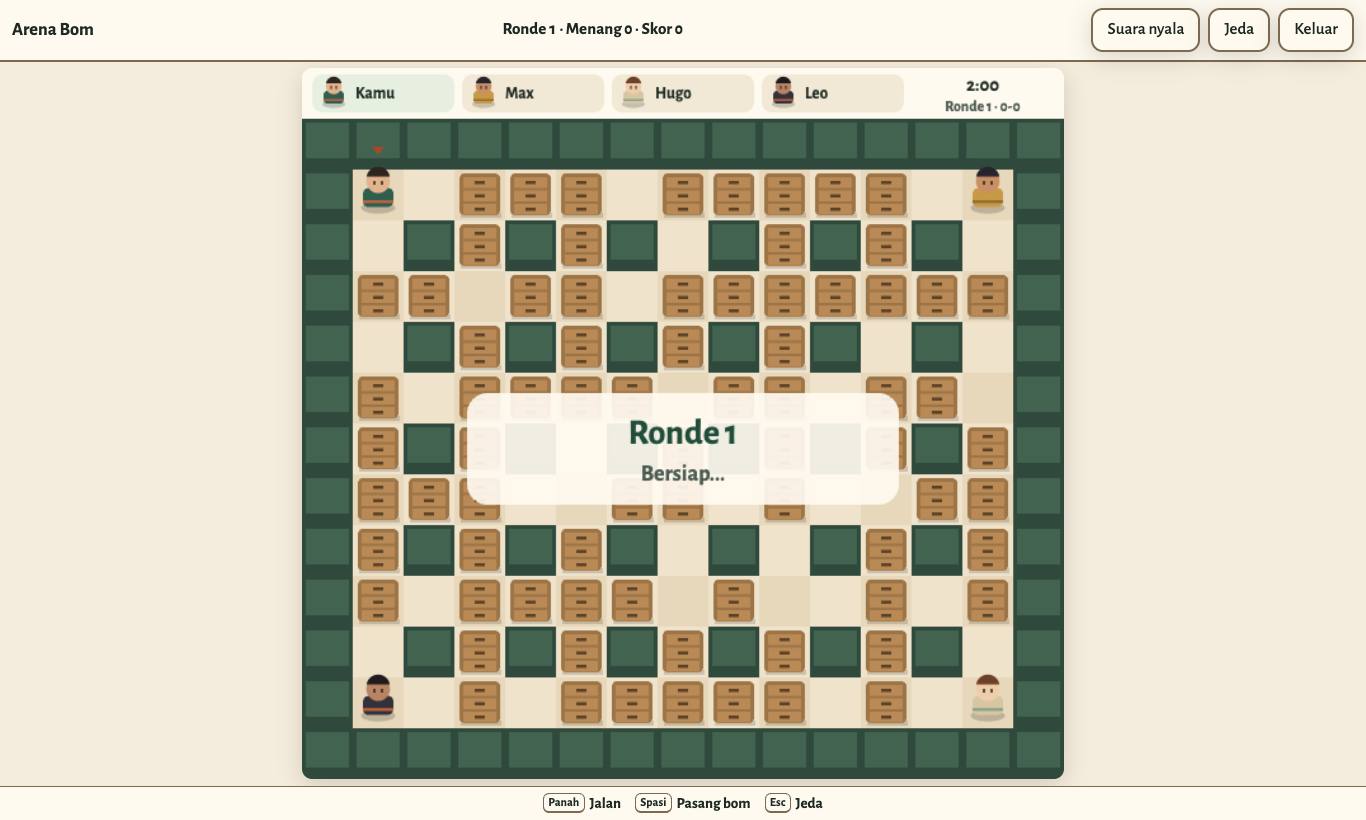 Arena Bom
Ronde 1 · Menang 0 · Skor 0
Suara nyala
Jeda
Keluar
Kamu
Max
Hugo
Leo
2:00
Ronde 1 · 0-0
Ronde 1
Bersiap...
Panah Jalan Spasi Pasang bom Esc Jeda